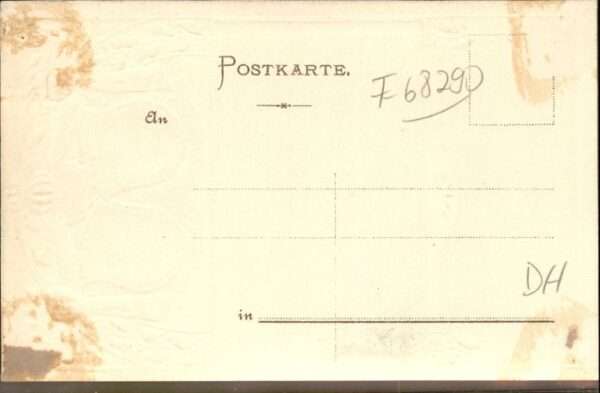 POSTKARTE.
F 68290
An
DH
in